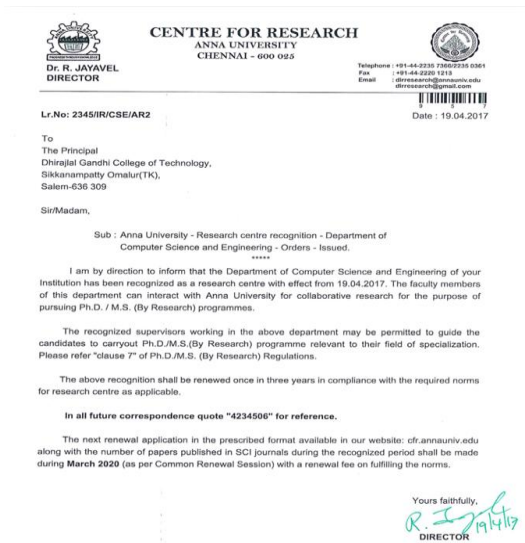 CENTRE FOR RESEARCH
ANNA UNIVERSITY
CHENNAI - 600 025
Dr. R. JAYAVEL
DIRECTOR
Telephone : +91-44-2235 7360/2235 0361
Fax : +91-44-2220 1213
Email : dirresearch@annauniv.edu
dirresearch@gmail.com
Lr.No: 2345/IR/CSE/AR2
Date : 19.04.2017
To
The Principal
Dhirajlal Gandhi College of Technology,
Sikkanampatty Omalur(TK),
Salem-636 309
Sir/Madam,
Sub : Anna University - Research centre recognition - Department of
Computer Science and Engineering - Orders - Issued.
*****
I am by direction to inform that the Department of Computer Science and Engineering of your
Institution has been recognized as a research centre with effect from 19.04.2017. The faculty members
of this department can interact with Anna University for collaborative research for the purpose of
pursuing Ph.D. / M.S. (By Research) programmes.
The recognized supervisors working in the above department may be permitted to guide the
candidates to carryout Ph.D./M.S.(By Research) programme relevant to their field of specialization.
Please refer "clause 7" of Ph.D./M.S. (By Research) Regulations.
The above recognition shall be renewed once in three years in compliance with the required norms
for research centre as applicable.
In all future correspondence quote "4234506" for reference.
The next renewal application in the prescribed format available in our website: cfr.annauniv.edu
along with the number of papers published in SCI journals during the recognized period shall be made
during March 2020 (as per Common Renewal Session) with a renewal fee on fulfilling the norms.
Yours faithfully,
19/4/17
DIRECTOR